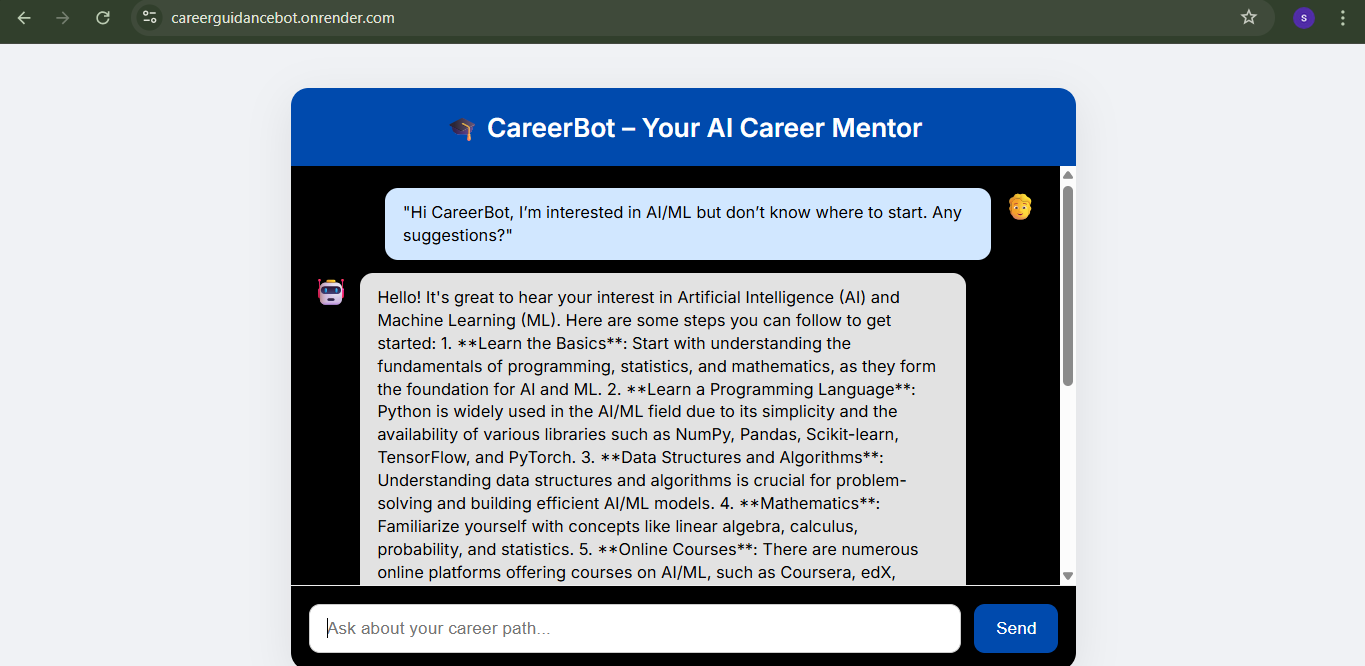 careerguidancebot.onrender.com
S
CareerBot – Your AI Career Mentor
"Hi CareerBot, I’m interested in AI/ML but don’t know where to start. Any
suggestions?"
Hello! It's great to hear your interest in Artificial Intelligence (AI) and
Machine Learning (ML). Here are some steps you can follow to get
started: 1. **Learn the Basics**: Start with understanding the
fundamentals of programming, statistics, and mathematics, as they form
the foundation for AI and ML. 2. **Learn a Programming Language**:
Python is widely used in the AI/ML field due to its simplicity and the
availability of various libraries such as NumPy, Pandas, Scikit-learn,
TensorFlow, and PyTorch. 3. **Data Structures and Algorithms**:
Understanding data structures and algorithms is crucial for problem-
solving and building efficient AI/ML models. 4. **Mathematics**:
Familiarize yourself with concepts like linear algebra, calculus,
probability, and statistics. 5. **Online Courses**: There are numerous
online platforms offering courses on AI/ML, such as Coursera, edX,
Ask about your career path...
Send